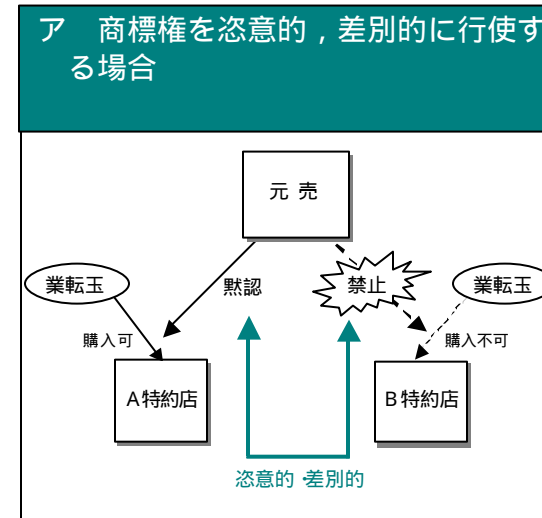 ア　商標権を恣意的，差別的に行使す
る場合
元 売
業転玉
黙認
禁止
業転玉
購入可
購入不可
A特約店
B特約店
恣意的・差別的